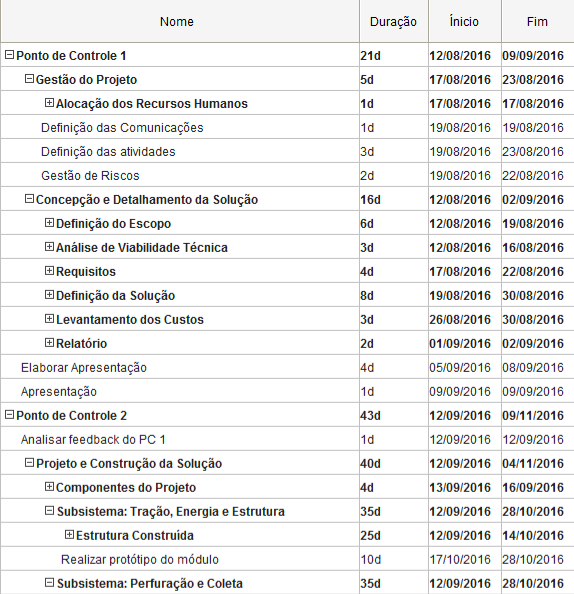 Nome Duração Ínicio Fim
Ponto de Controle 1 21d 12/08/2016 09/09/2016
Gestão do Projeto 5d 17/08/2016 23/08/2016
Alocação dos Recursos Humanos 1d 17/08/2016 17/08/2016
Definição das Comunicações 1d 19/08/2016 19/08/2016
Definição das atividades 3d 19/08/2016 23/08/2016
Gestão de Riscos 2d 19/08/2016 22/08/2016
Concepção e Detalhamento da Solução 16d 12/08/2016 02/09/2016
Definição do Escopo 6d 12/08/2016 19/08/2016
Análise de Viabilidade Técnica 3d 12/08/2016 16/08/2016
Requisitos 4d 17/08/2016 22/08/2016
Definição da Solução 8d 19/08/2016 30/08/2016
Levantamento dos Custos 3d 26/08/2016 30/08/2016
Relatório 2d 01/09/2016 02/09/2016
Elaborar Apresentação 4d 05/09/2016 08/09/2016
Apresentação 1d 09/09/2016 09/09/2016
Ponto de Controle 2 43d 12/09/2016 09/11/2016
Analisar feedback do PC 1 1d 12/09/2016 12/09/2016
Projeto e Construção da Solução 40d 12/09/2016 04/11/2016
Componentes do Projeto 4d 13/09/2016 16/09/2016
Subsistema: Tração, Energia e Estrutura 35d 12/09/2016 28/10/2016
Estrutura Construída 25d 12/09/2016 14/10/2016
Realizar protótipo do módulo 10d 17/10/2016 28/10/2016
Subsistema: Perfuração e Coleta 35d 12/09/2016 28/10/2016